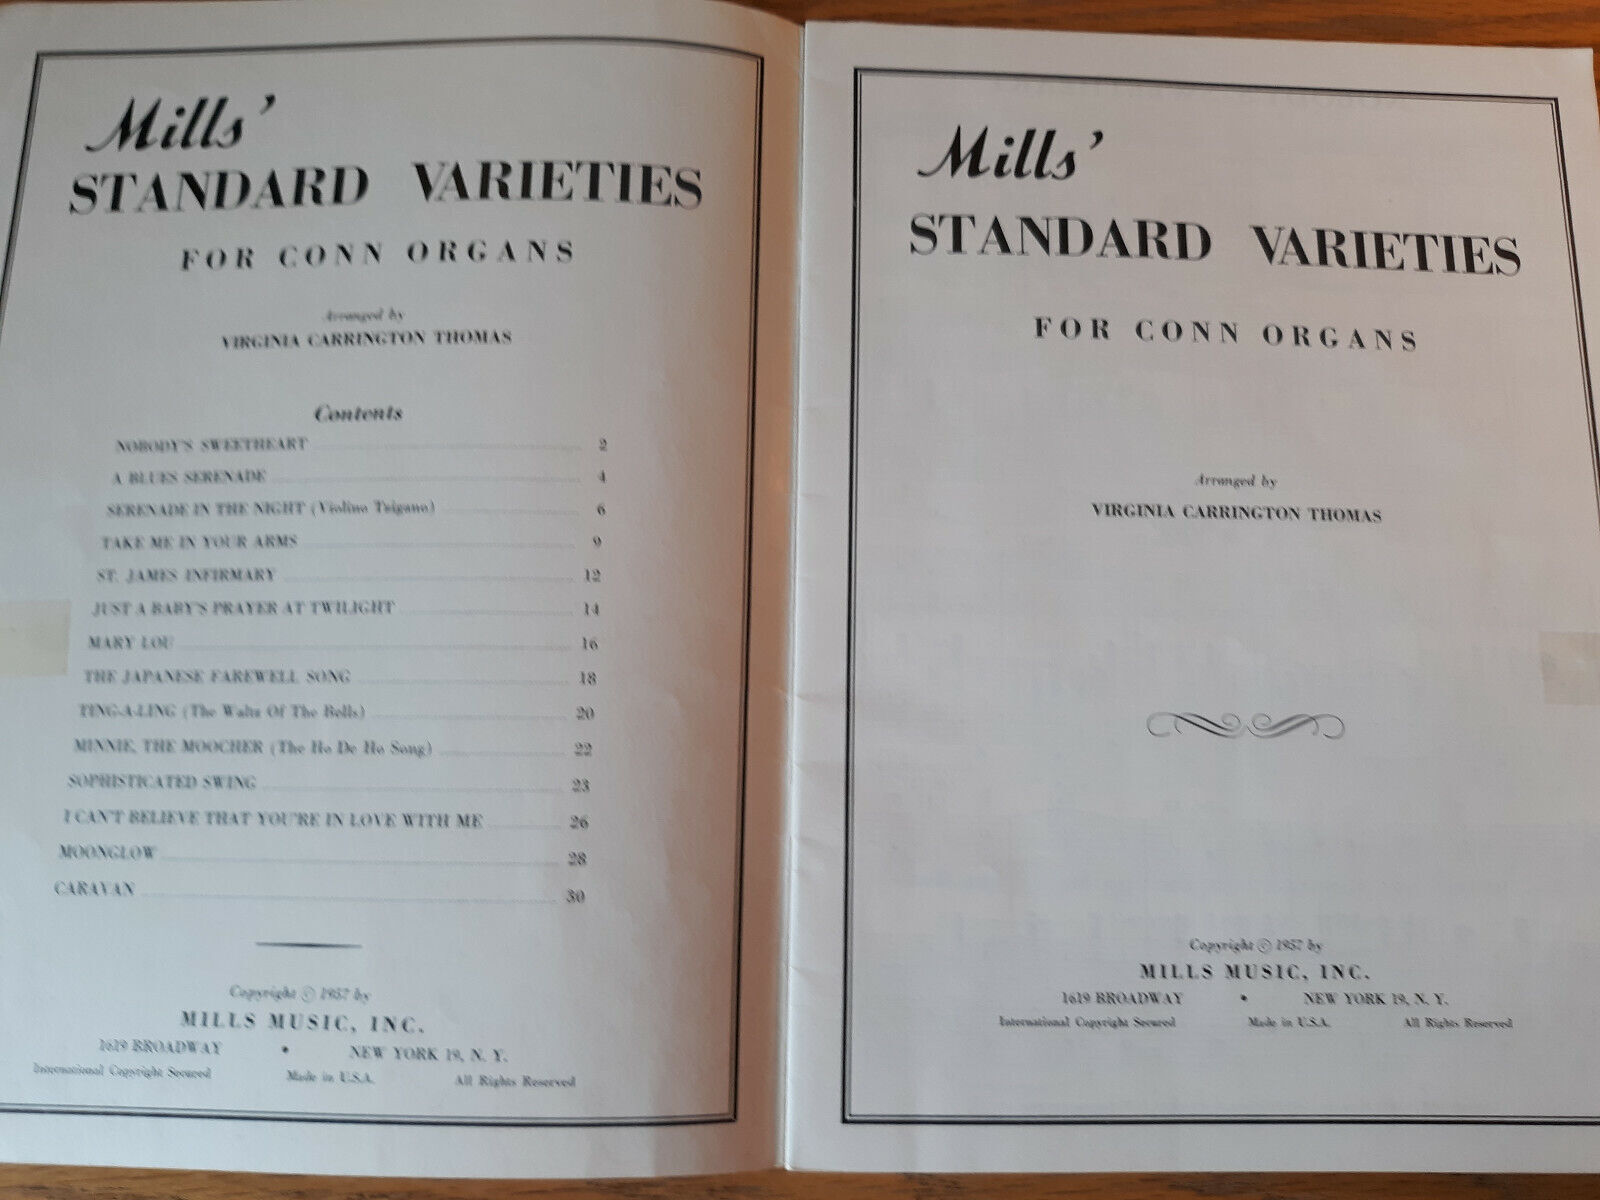 Mills'
STANDARD VARIETIES
FOR CONN ORGANS
Arranged by
VIRGINIA CARRINGTON THOMAS
Contents
NOBODY'S SWEETHEART 2
A BLUES SERENADE 4
SERENADE IN THE NIGHT (Violino Tsigano) 6
TAKE ME IN YOUR ARMS 9
ST. JAMES INFIRMARY 12
JUST A BABY'S PRAYER AT TWILIGHT 14
MARY LOU 16
THE JAPANESE FAREWELL SONG 18
TING-A-LING (The Waltz Of The Bells) 20
MINNIE, THE MOOCHER (The Ho De Ho Song) 22
SOPHISTICATED SWING 23
I CAN'T BELIEVE THAT YOU'RE IN LOVE WITH ME 26
MOONGLOW 28
CARAVAN 30
Copyright © 1957 by
MILLS MUSIC, INC.
1619 BROADWAY • NEW YORK 19, N. Y.
International Copyright Secured Made in U.S.A. All Rights Reserved
Mills'
STANDARD VARIETIES
FOR CONN ORGANS
Arranged by
VIRGINIA CARRINGTON THOMAS
Copyright © 1957 by
MILLS MUSIC, INC.
1619 BROADWAY • NEW YORK 19, N. Y.
International Copyright Secured Made in U.S.A. All Rights Reserved